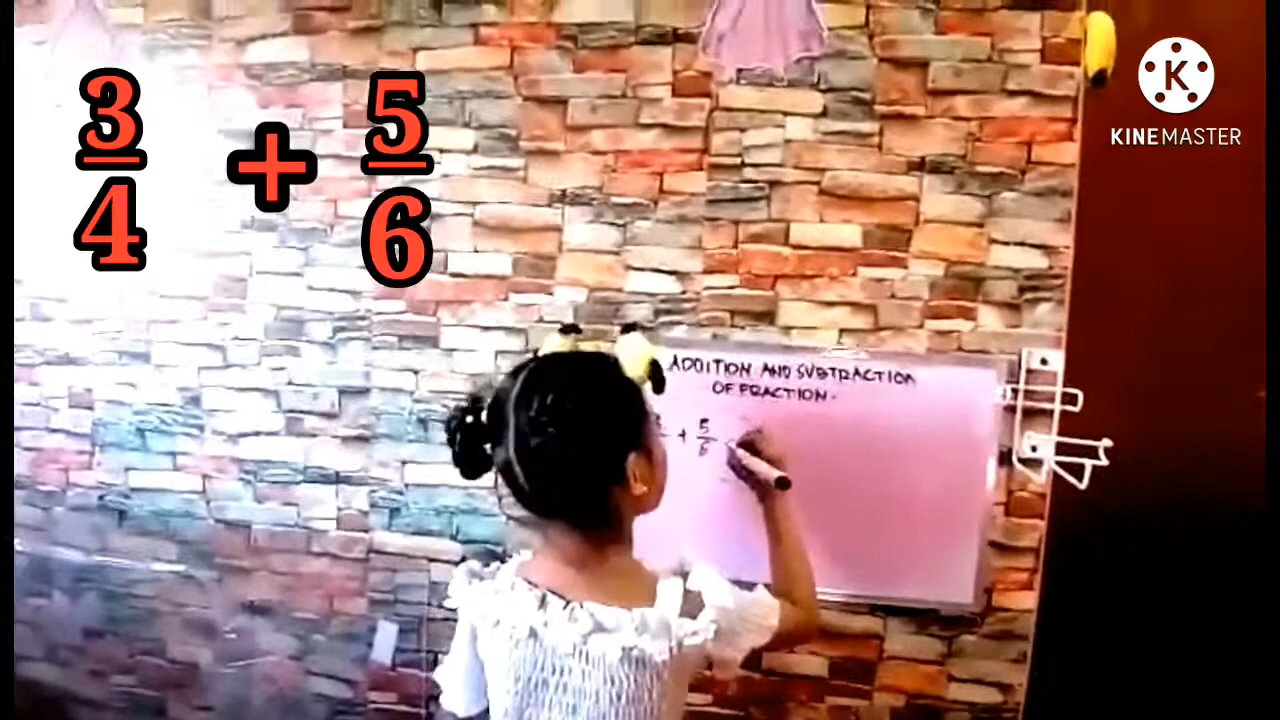 3/4 + 5/6
KINEMASTER
ADDITION AND SUBTRACTION
OF FRACTION.
+ 5/6